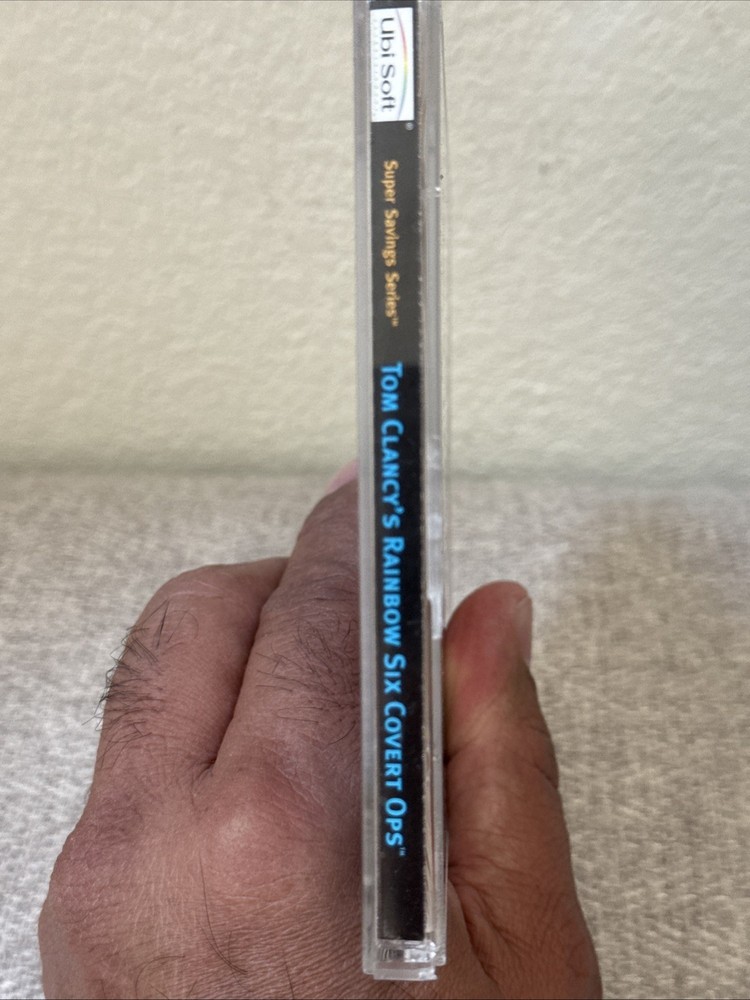 Ubi Soft
Super Savings Series™
TOM CLANCY'S RAINBOW SIX COVERT OPS™